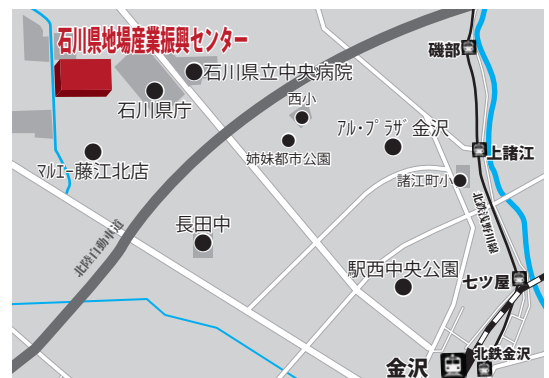 石川県地場産業振興センター
磯部
石川県立中央病院
石川県庁
西小
アル・プラザ金沢
マルエー藤江北店
姉妹都市公園
上諸江
諸江町小
北鉄浅野川線
長田中
北陸自動車道
駅西中央公園
七ツ屋
金沢
北鉄金沢